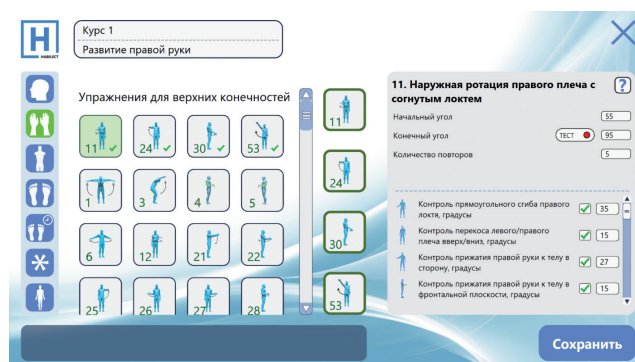 HABILECT
Курс 1
Развитие правой руки
Упражнения для верхних конечностей
11
24
30
53
1
3
4
5
6
12
21
22
25
26
27
28
11
24
30
53
11. Наружная ротация правого плеча с
согнутым локтем
?
Начальный угол 55
Конечный угол ТЕСТ 95
Количество повторов 5
Контроль прямоугольного сгиба правого
локтя, градусы 35
Контроль перекоса левого/правого
плеча вверх/вниз, градусы 15
Контроль прижатия правой руки к телу в
сторону, градусы 27
Контроль прижатия правой руки к телу в
фронтальной плоскости, градусы 15
Сохранить